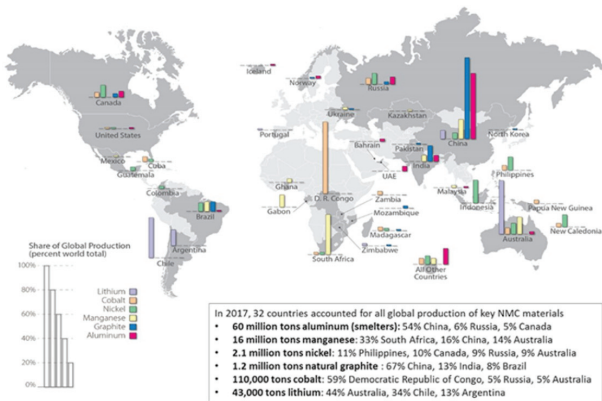 Iceland
Norway
Russia
Canada
Ukraine
Kazakhstan
United States
Portugal
Bahrain
Pakistan
China
North Korea
Mexico
Cuba
Guatemala
UAE
India
Philippines
Colombia
Ghana
D. R. Congo
Zambia
Malaysia
Indonesia
Papua New Guinea
Brazil
Gabon
Mozambique
Madagascar
Australia
New Caledonia
Argentina
Chile
South Africa
Zimbabwe
All Other
Countries
Share of Global Production
(percent world total)
100%
80%
60%
40%
20%
Lithium
Cobalt
Nickel
Manganese
Graphite
Aluminum
In 2017, 32 countries accounted for all global production of key NMC materials
• 60 million tons aluminum (smelters): 54% China, 6% Russia, 5% Canada
• 16 million tons manganese: 33% South Africa, 16% China, 14% Australia
• 2.1 million tons nickel: 11% Philippines, 10% Canada, 9% Russia, 9% Australia
• 1.2 million tons natural graphite : 67% China, 13% India, 8% Brazil
• 110,000 tons cobalt: 59% Democratic Republic of Congo, 5% Russia, 5% Australia
• 43,000 tons lithium: 44% Australia, 34% Chile, 13% Argentina